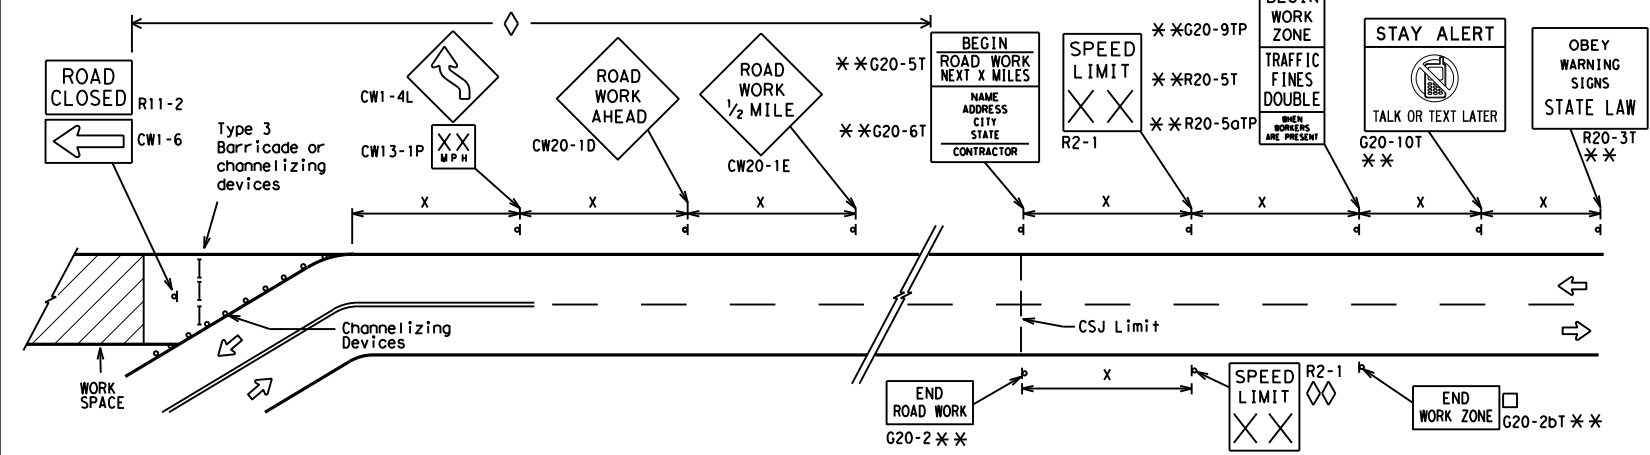 ROAD
CLOSED
R11-2
CW1-6
Type 3
Barricade or
channelizing
devices
CW1-4L
XX
MPH
CW13-1P
ROAD
WORK
AHEAD
CW20-1D
ROAD
WORK
1/2 MILE
CW20-1E
**G20-5T
**G20-6T
BEGIN
ROAD WORK
NEXT X MILES
NAME
ADDRESS
CITY
STATE
CONTRACTOR
SPEED
LIMIT
XX
R2-1
**G20-9TP
**R20-5T
**R20-5aTP
BEGIN
WORK
ZONE
TRAFFIC
FINES
DOUBLE
WHEN
WORKERS
ARE PRESENT
STAY ALERT
TALK OR TEXT LATER
G20-10T
**
OBEY
WARNING
SIGNS
STATE LAW
R20-3T
**
X X X X X X X
Channelizing
Devices
CSJ Limit
WORK
SPACE
END
ROAD WORK
G20-2 **
X
SPEED
LIMIT
XX
R2-1
END
WORK ZONE
G20-2bT **